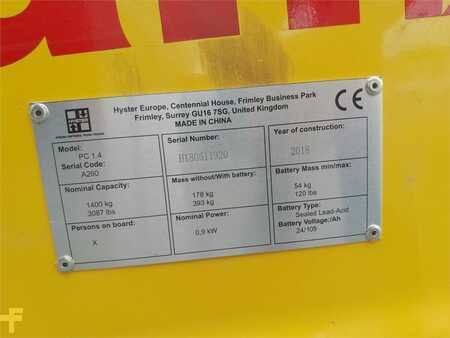 HYSTER
Hyster Europe, Centennial House, Frimley Business Park
Frimley, Surrey GU16 7SG, United Kingdom
MADE IN CHINA
CE
Model:
PC 1.4
Serial Code:
A260
Serial Number:
HY80511920
Year of construction:
2018
Nominal Capacity:
1400 kg
3087 lbs
Mass without/With battery:
178 kg
393 kg
Battery Mass min/max:
54 kg
120 lbs
Persons on board:
X
Nominal Power:
0,9 kW
Battery Type:
Sealed Lead-Acid
Battery Voltage:/Ah
24/105